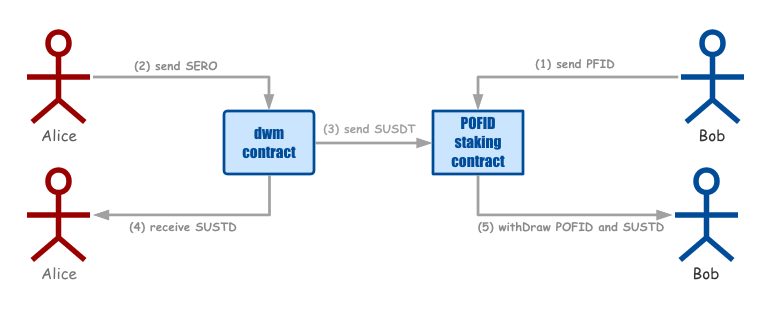 (2) send SERO
(1) send PFID
Alice
dwm
contract
(3) send SUSDT
POFID
staking
contract
Bob
(4) receive SUSTD
(5) withDraw POFID and SUSTD
Alice
Bob